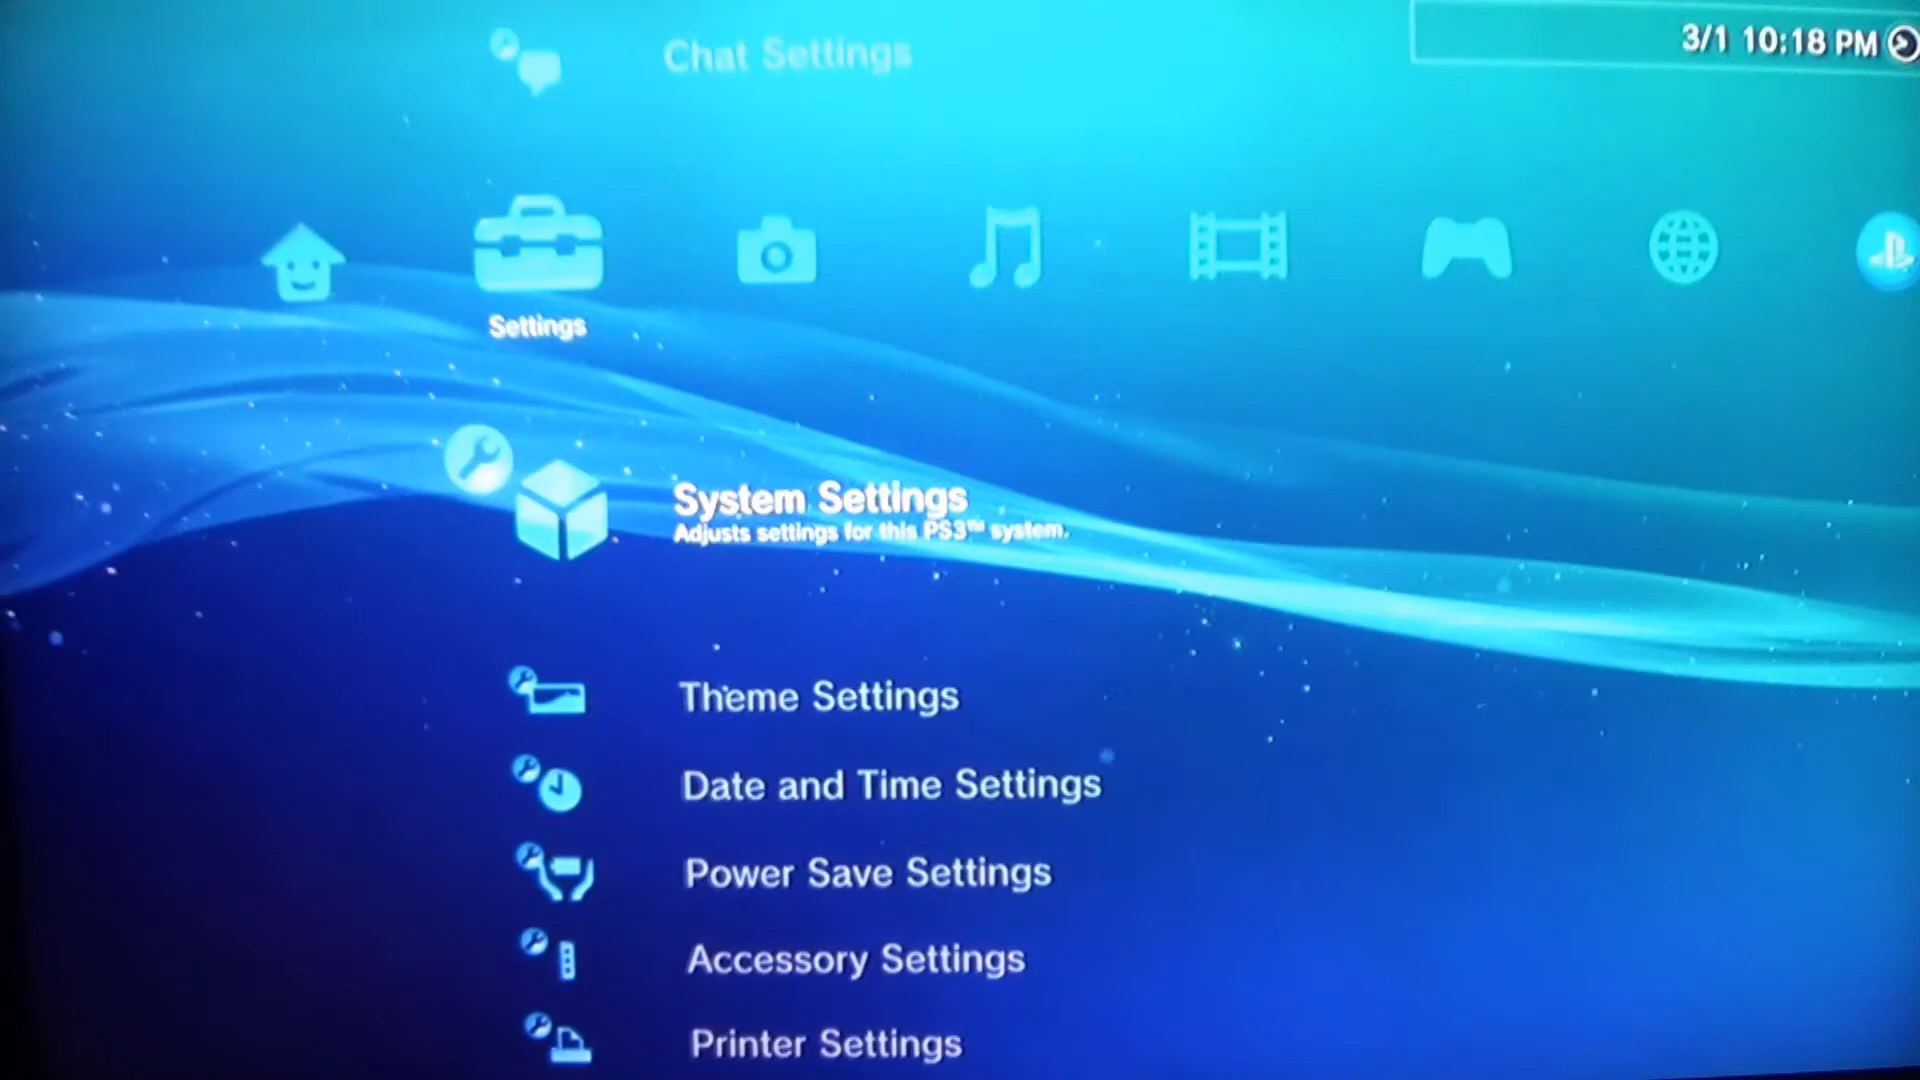 Chat Settings
3/1 10:18 PM
Settings
System Settings
Adjusts settings for this PS3™ system.
Theme Settings
Date and Time Settings
Power Save Settings
Accessory Settings
Printer Settings